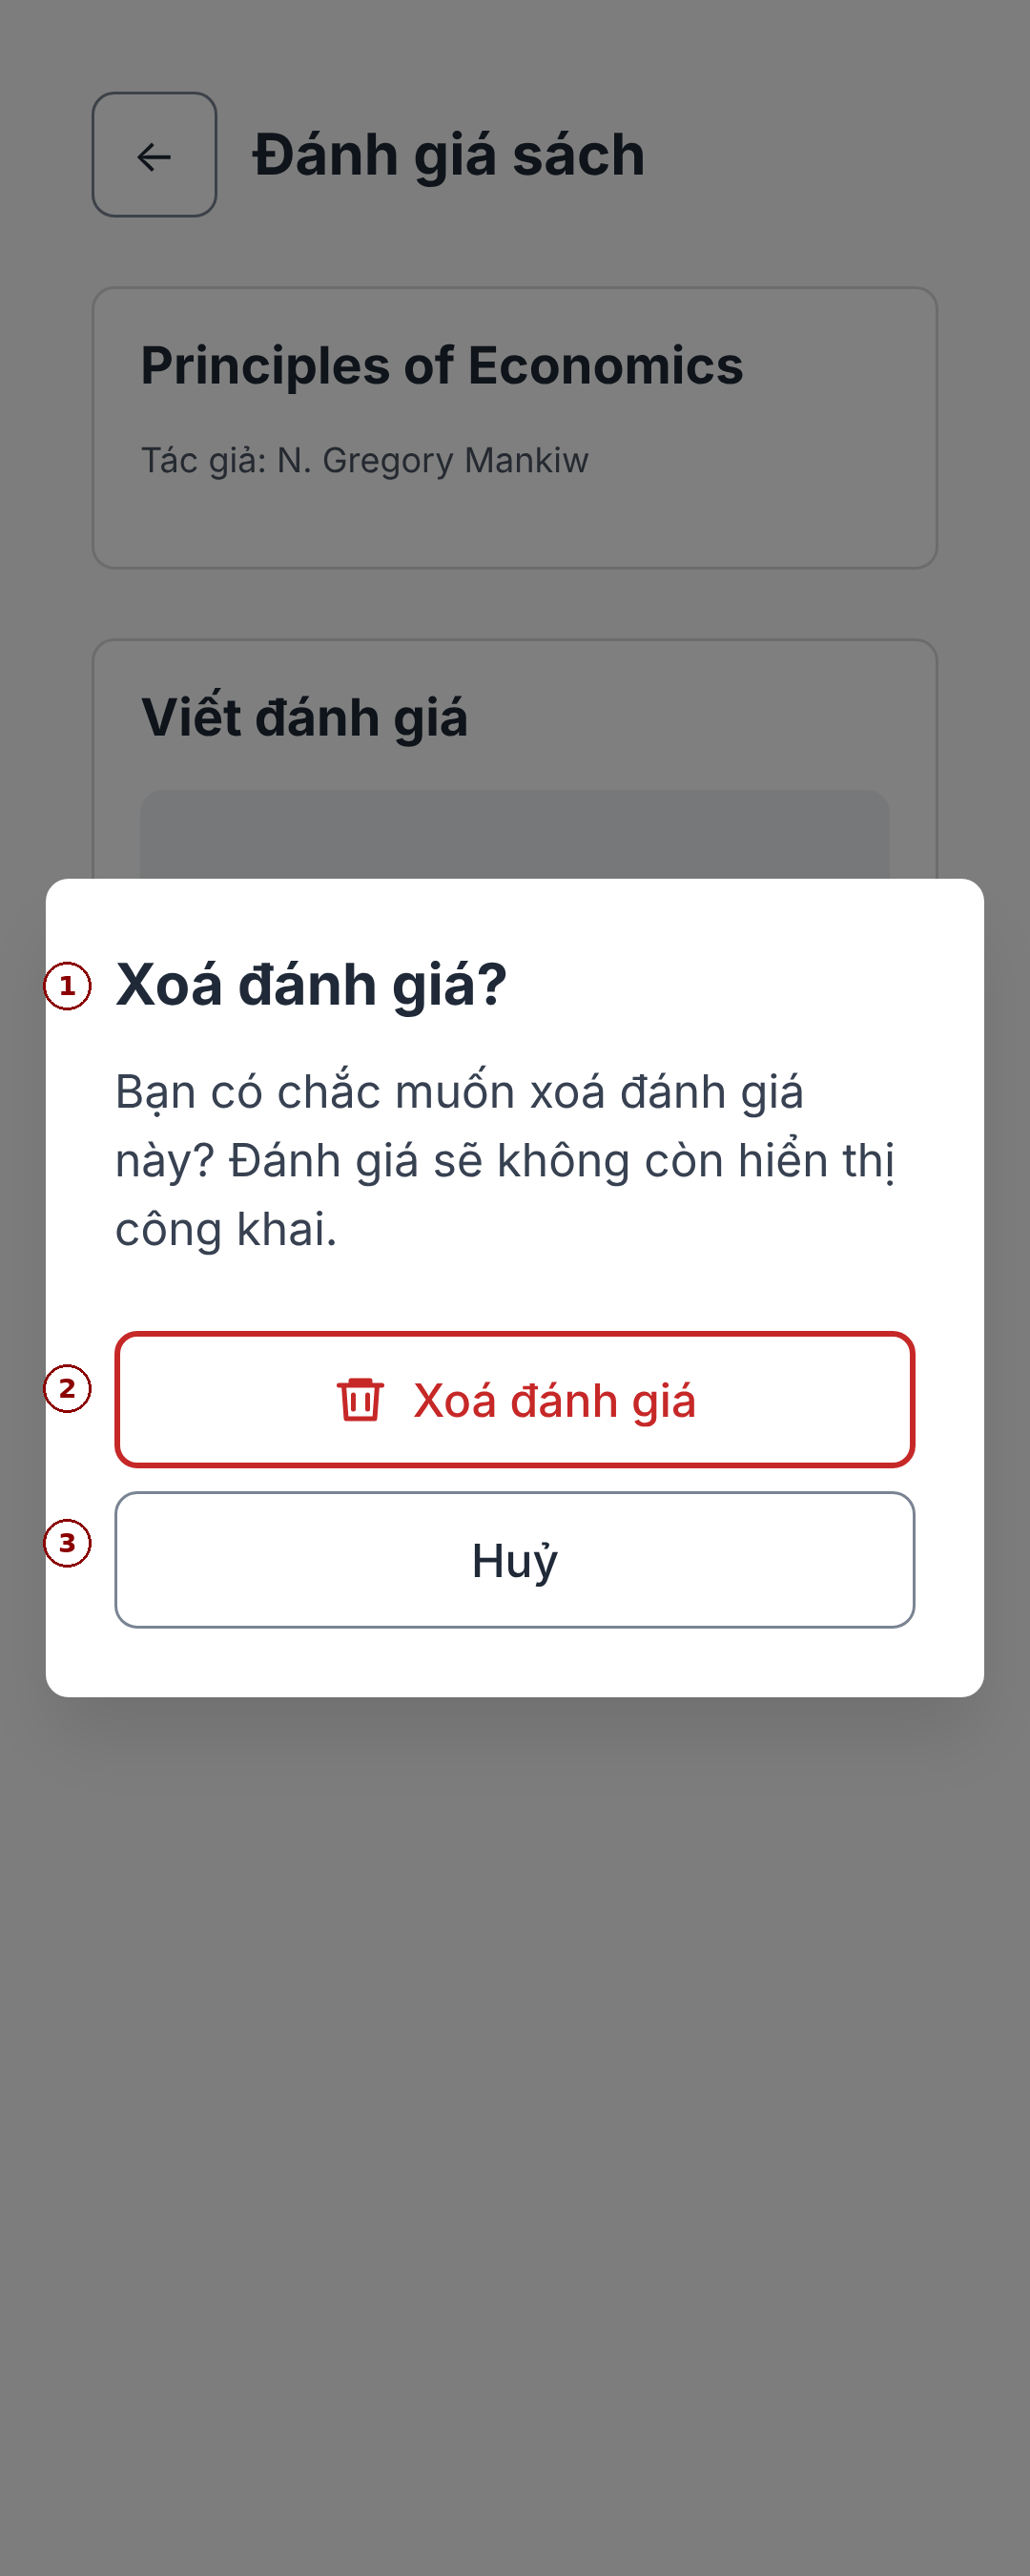 Đánh giá sách
Principles of Economics
Tác giả: N. Gregory Mankiw
Viết đánh giá
1 Xoá đánh giá?
Bạn có chắc muốn xoá đánh giá
này? Đánh giá sẽ không còn hiển thị
công khai.
2 Xoá đánh giá
3 Huỷ